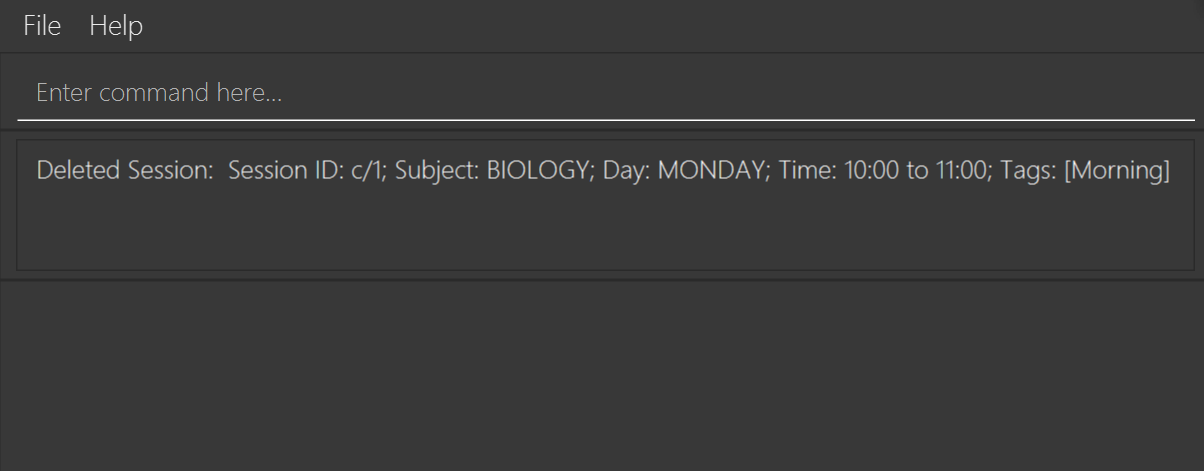 File Help
Enter command here...
Deleted Session:  Session ID: c/1; Subject: BIOLOGY; Day: MONDAY; Time: 10:00 to 11:00; Tags: [Morning]